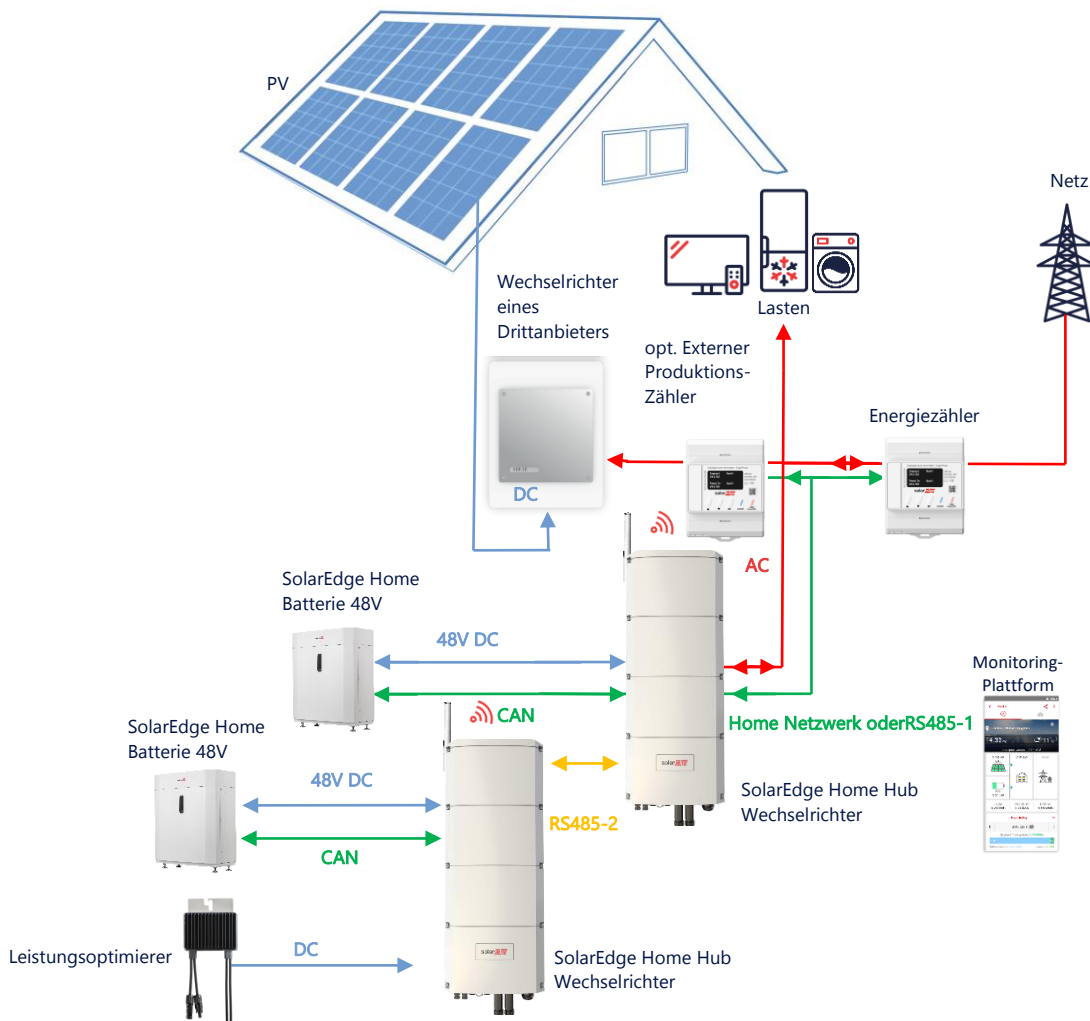 PV
Netz
Wechselrichter
eines
Drittanbieters
Lasten
opt. Externer
Produktions-
Zähler
Energiezähler
DC
AC
SolarEdge Home
Batterie 48V
48V DC
CAN
Monitoring-
Plattform
Home Netzwerk oderRS485-1
SolarEdge Home
Batterie 48V
48V DC
RS485-2
SolarEdge Home Hub
Wechselrichter
CAN
Leistungsoptimierer
DC
SolarEdge Home Hub
Wechselrichter